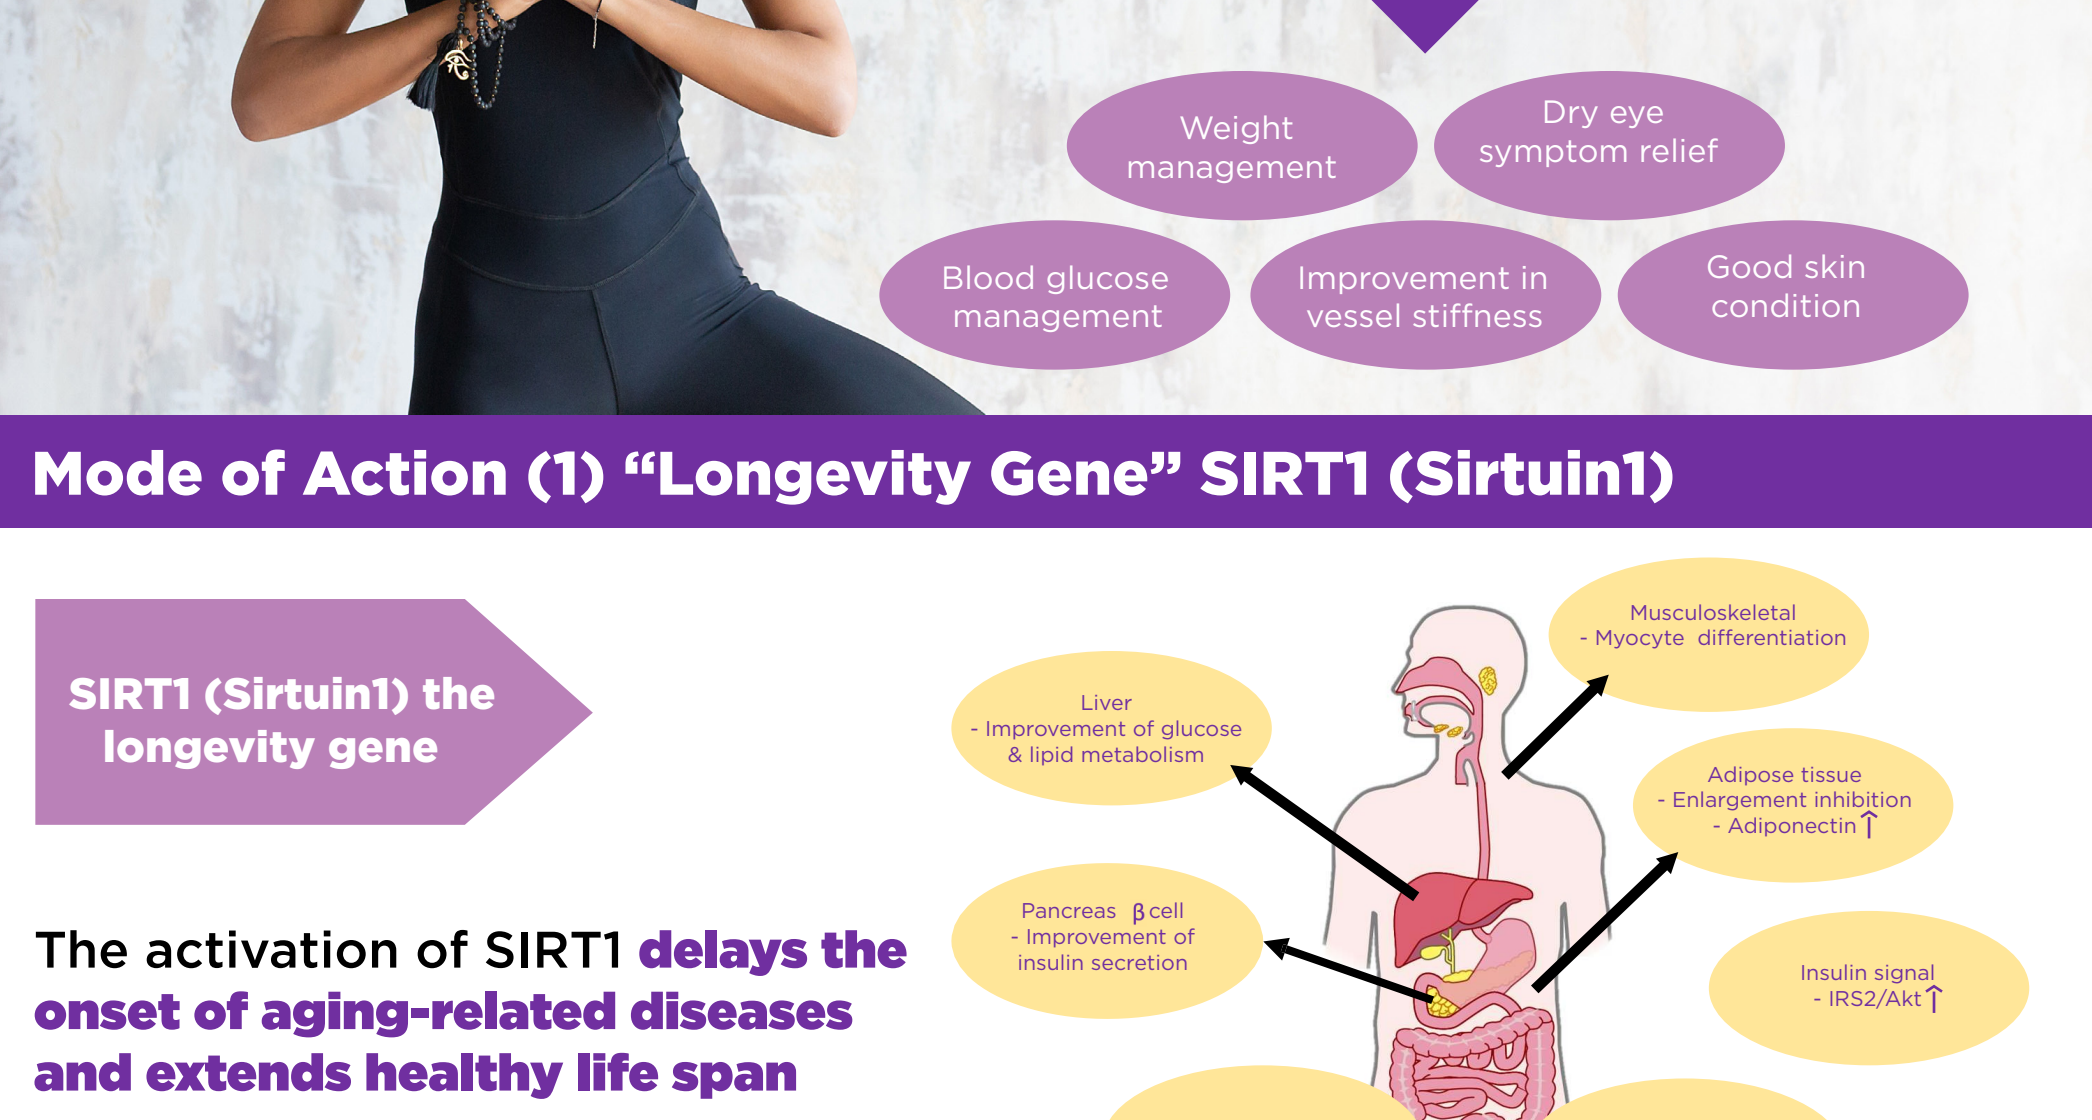 Weight
management
Dry eye
symptom relief
Blood glucose
management
Improvement in
vessel stiffness
Good skin
condition
Mode of Action (1) “Longevity Gene” SIRT1 (Sirtuin1)
SIRT1 (Sirtuin1) the
longevity gene
The activation of SIRT1 delays the
onset of aging-related diseases
and extends healthy life span
Musculoskeletal
- Myocyte differentiation
Liver
- Improvement of glucose
& lipid metabolism
Adipose tissue
- Enlargement inhibition
- Adiponectin↑
Pancreas β cell
- Improvement of
insulin secretion
Insulin signal
- IRS2/Akt↑